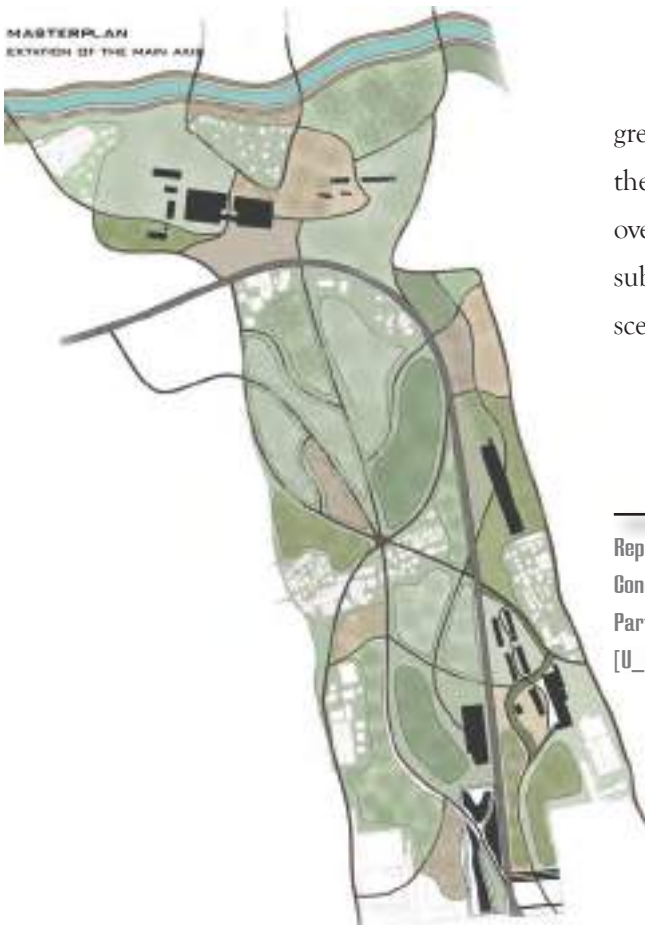 MASTERPLAN
EXTATION OF THE MAIN AXIS
gre
the
ove
sub
sce
Rep
Con
Par
[U_